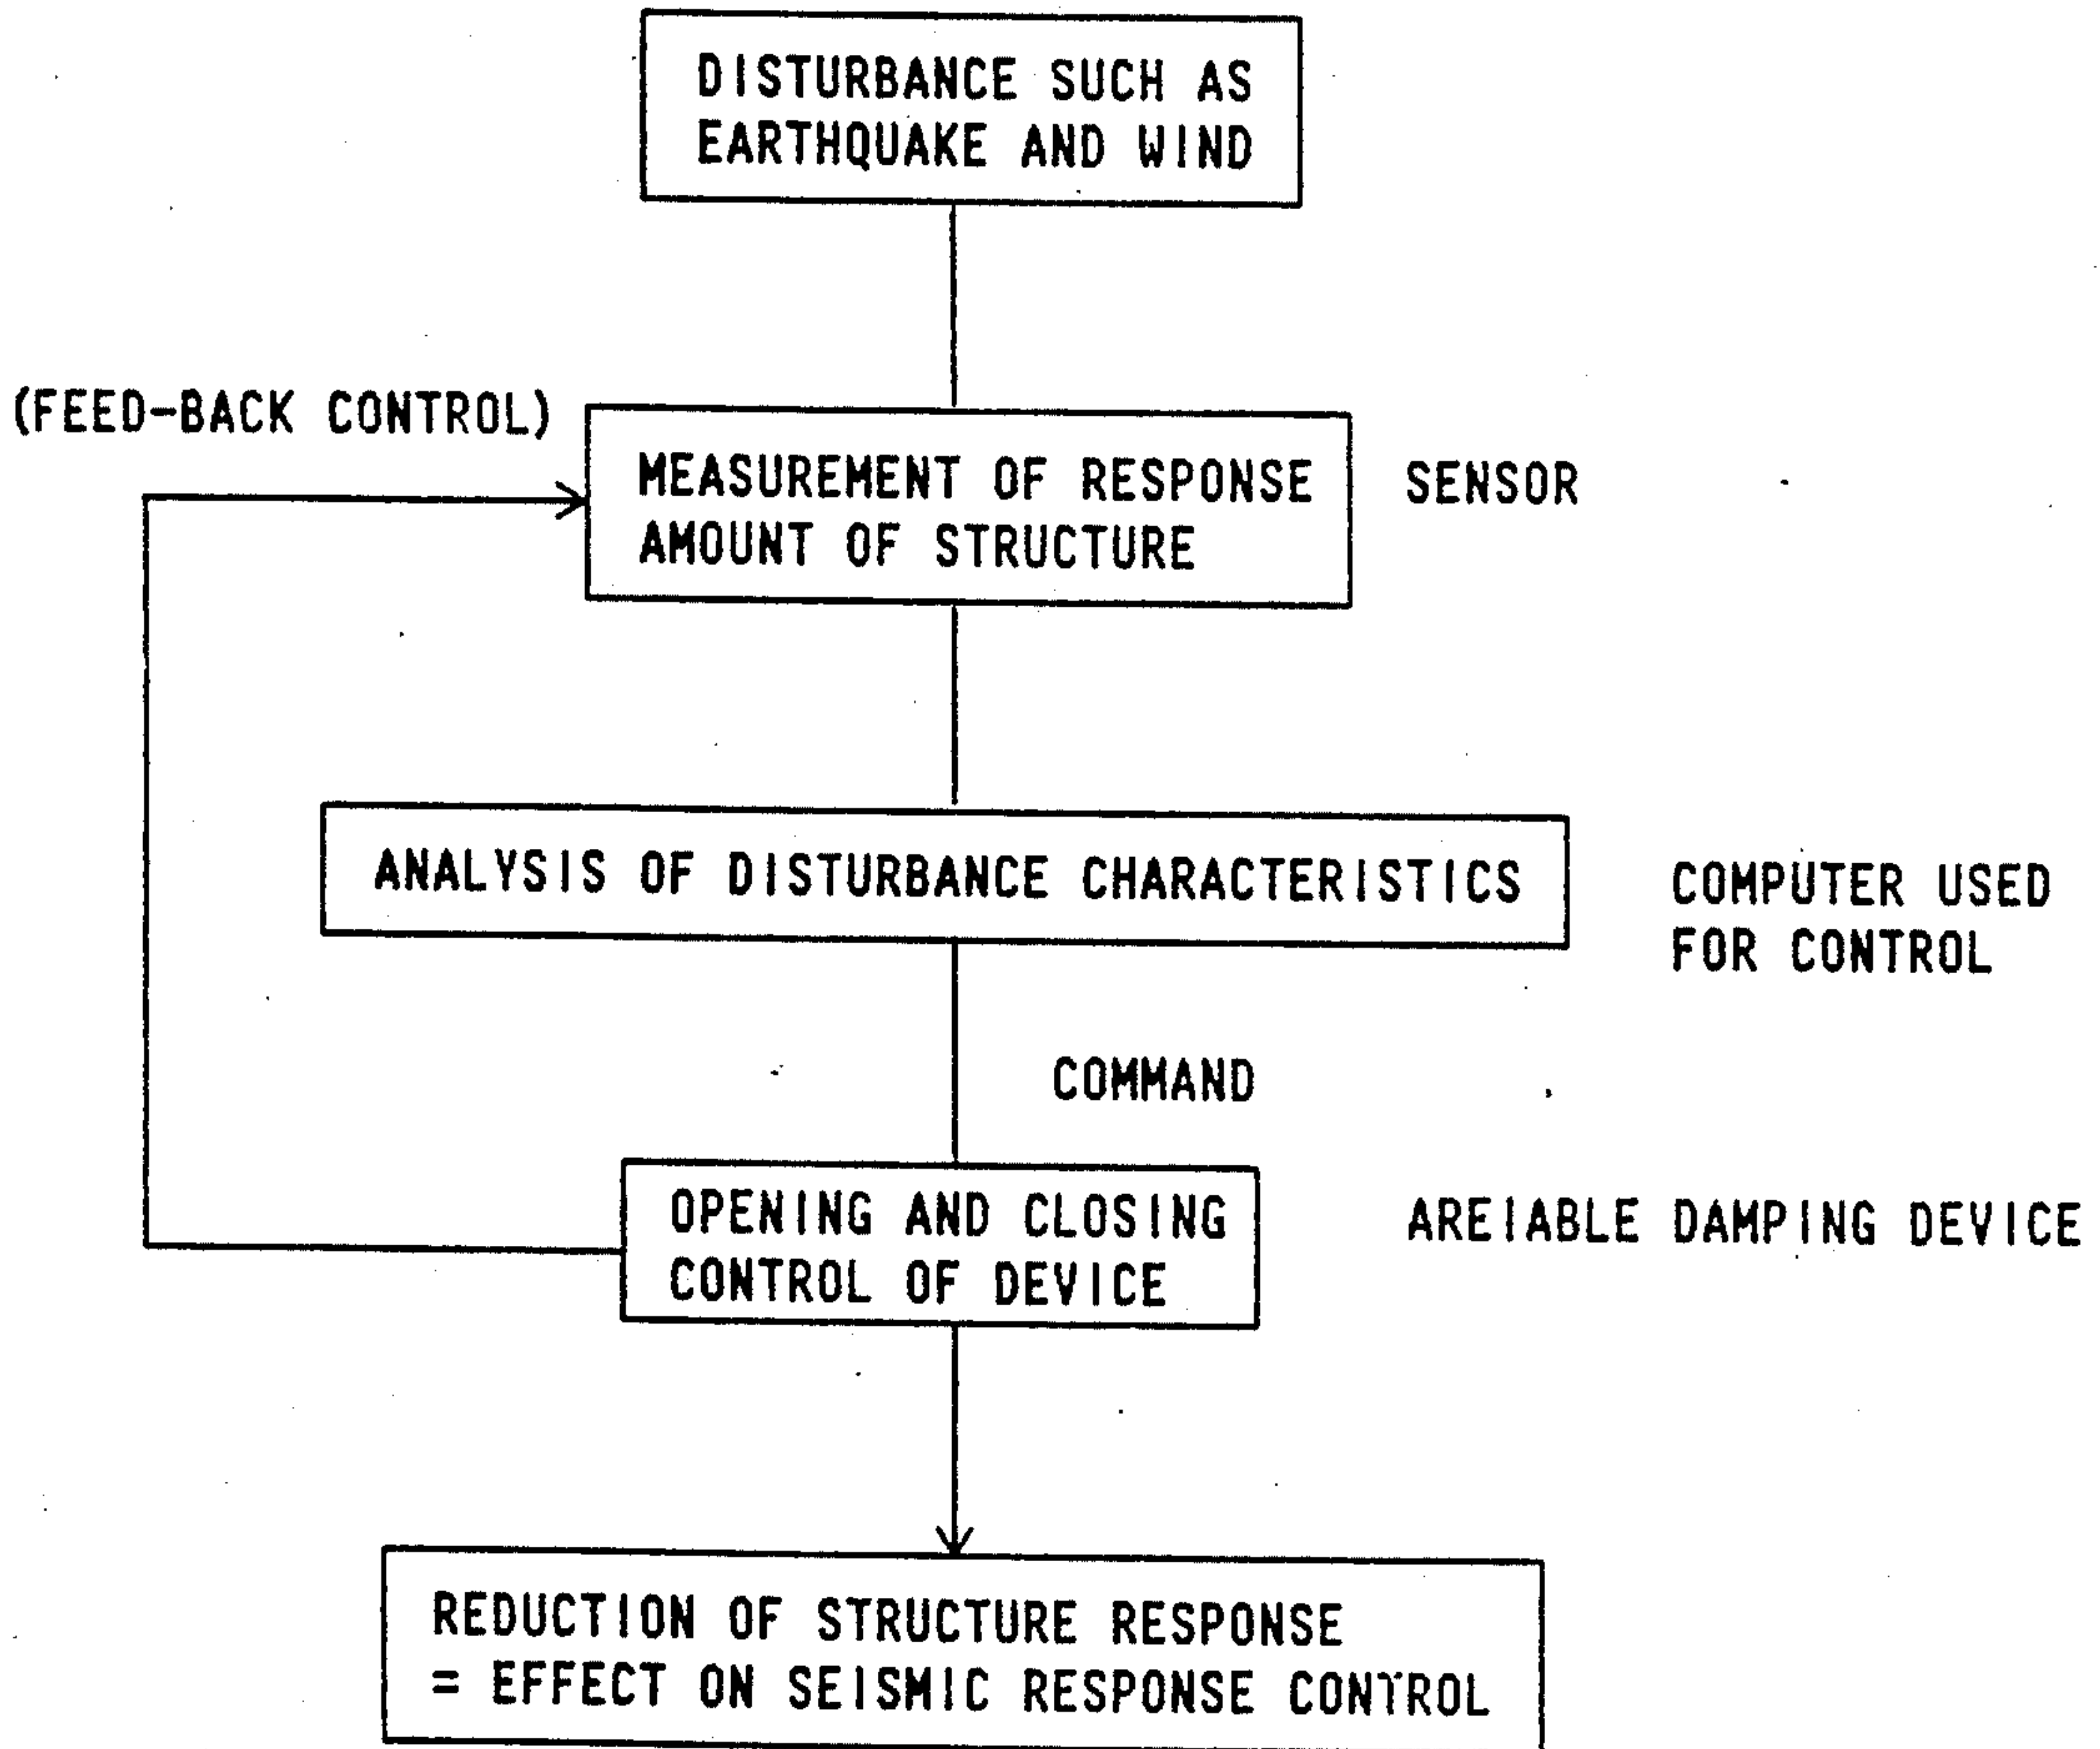 DISTURBANCE SUCH AS
EARTHQUAKE AND WIND
(FEED-BACK CONTROL)
MEASUREMENT OF RESPONSE
AMOUNT OF STRUCTURE
SENSOR
ANALYSIS OF DISTURBANCE CHARACTERISTICS
COMPUTER USED
FOR CONTROL
COMMAND
OPENING AND CLOSING
CONTROL OF DEVICE
AREIABLE DAMPING DEVICE
REDUCTION OF STRUCTURE RESPONSE
= EFFECT ON SEISMIC RESPONSE CONTROL